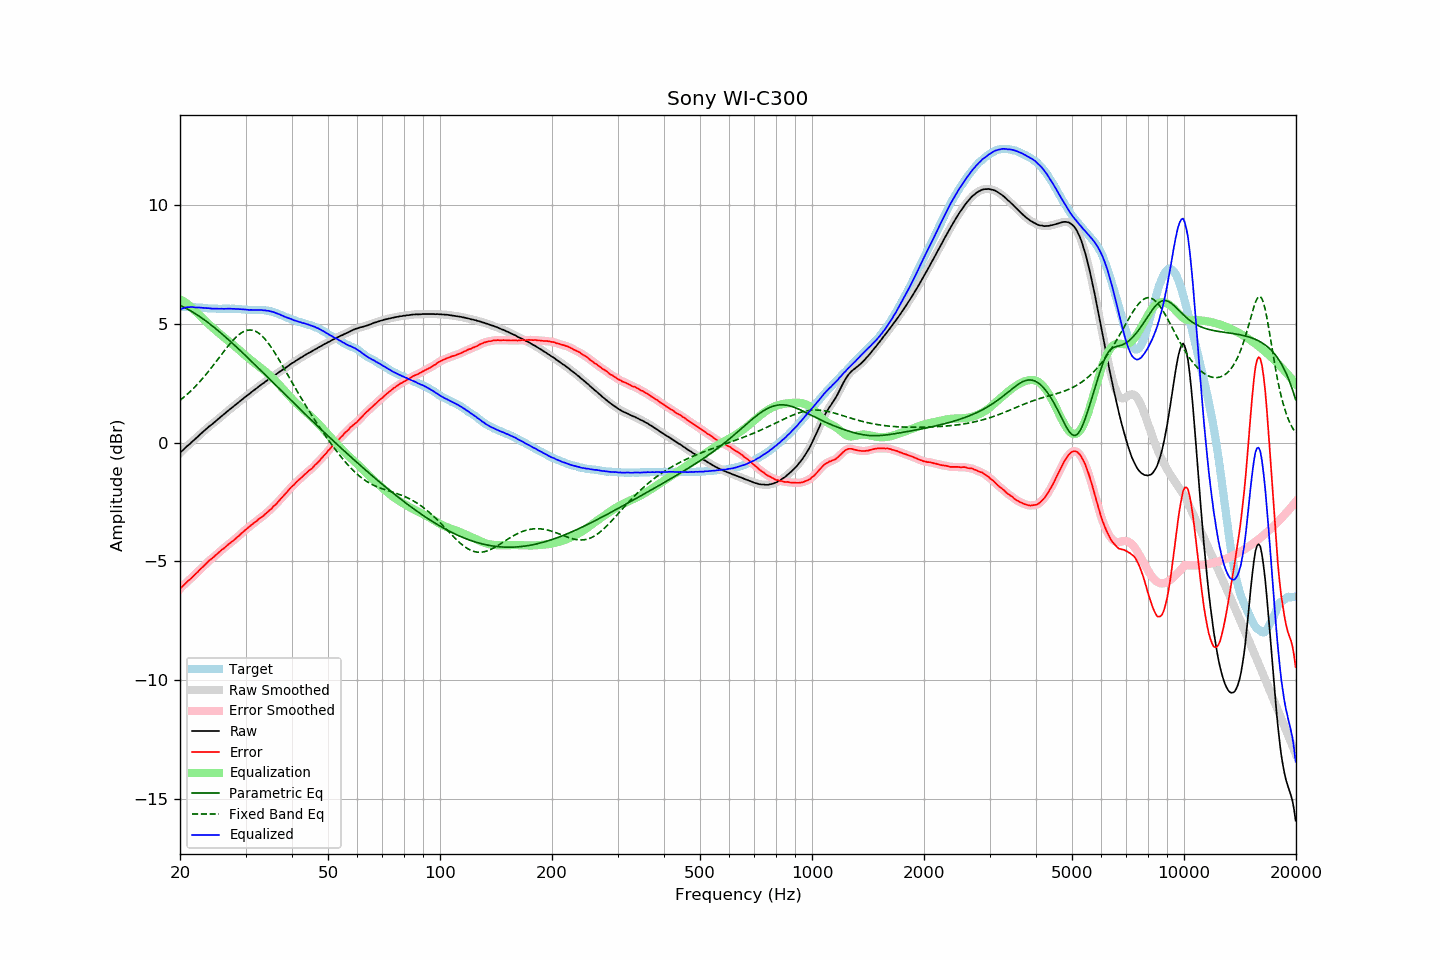 Sony WI-C300
Amplitude (dBr)
10
5
0
−5
−10
−15
Target
Raw Smoothed
Error Smoothed
Raw
Error
Equalization
Parametric Eq
Fixed Band Eq
Equalized
20 50 100 200 500 1000 2000 5000 10000 20000
Frequency (Hz)